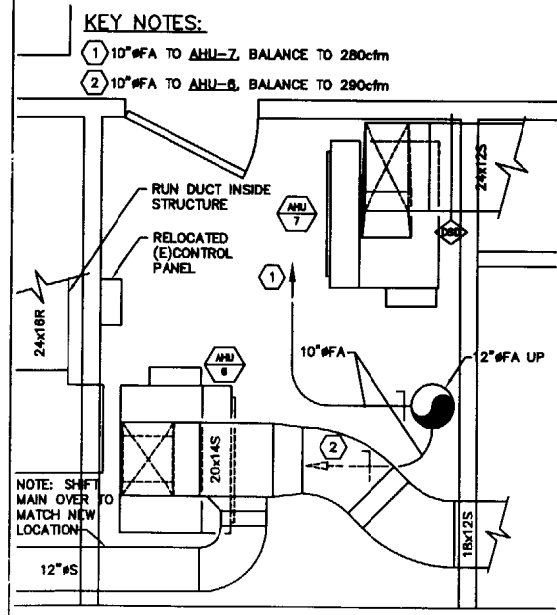 KEY NOTES:
1 10"øFA TO AHU-7, BALANCE TO 280cfm
2 10"øFA TO AHU-6, BALANCE TO 290cfm
RUN DUCT INSIDE
STRUCTURE
24x12S
AHU
7
DSD
RELOCATED
(E)CONTROL
PANEL
1
24x16R
10"øFA
12"øFA UP
AHU
6
20x14S
2
NOTE: SHIFT
MAIN OVER TO
MATCH NEW
LOCATION
18x12S
12"øS